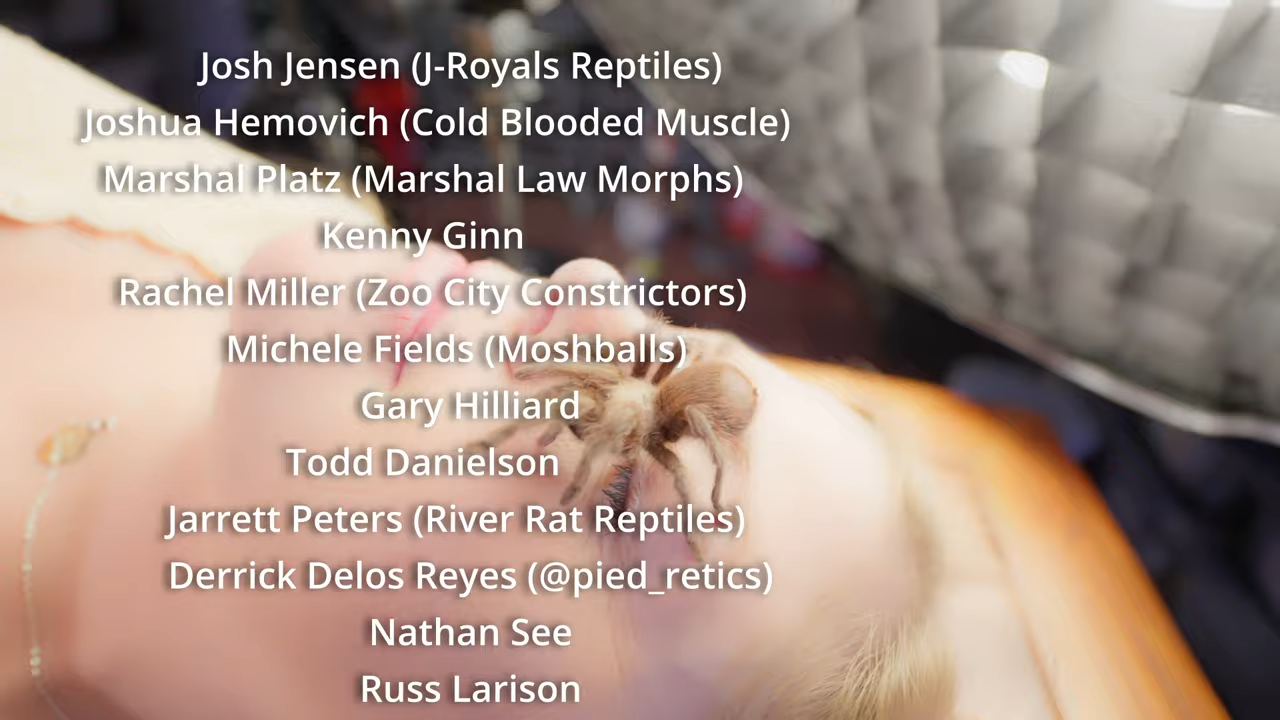 Josh Jensen (J-Royals Reptiles)
Joshua Hemovich (Cold Blooded Muscle)
Marshal Platz (Marshal Law Morphs)
Kenny Ginn
Rachel Miller (Zoo City Constrictors)
Michele Fields (Moshballs)
Gary Hilliard
Todd Danielson
Jarrett Peters (River Rat Reptiles)
Derrick Delos Reyes (@pied_retics)
Nathan See
Russ Larison